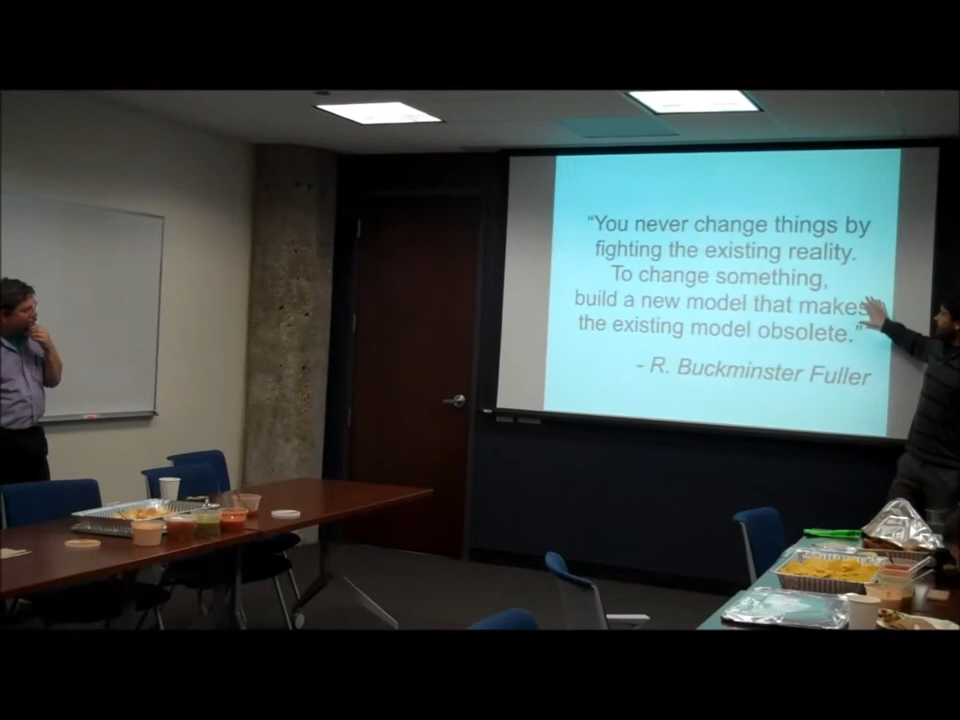 “You never change things by
fighting the existing reality.
To change something,
build a new model that makes
the existing model obsolete.”
- R. Buckminster Fuller